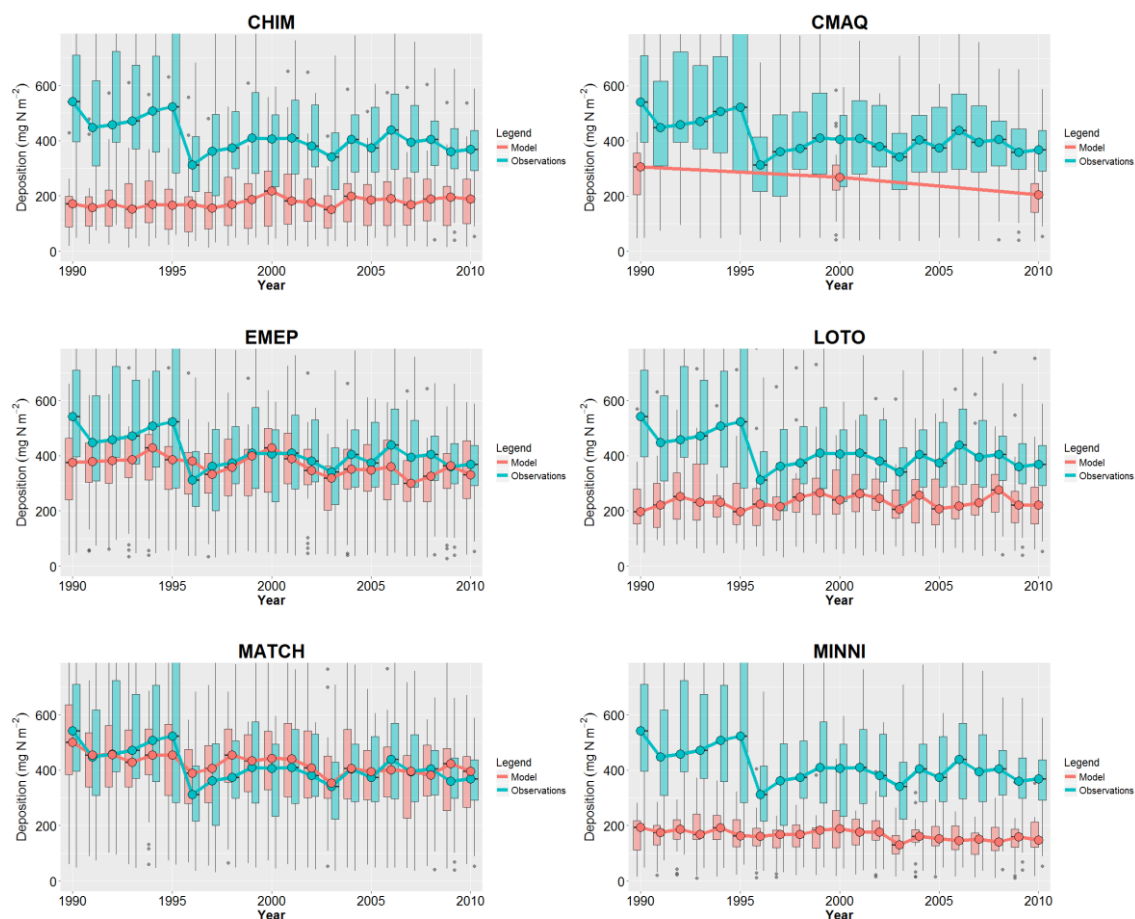 CHIM
Deposition (mg N m⁻²)
600
400
200
0
1990
1995
2000
2005
2010
Year
Legend
Model
Observations
CMAQ
Deposition (mg N m⁻²)
600
400
200
0
1990
1995
2000
2005
2010
Year
Legend
Model
Observations
EMEP
Deposition (mg N m⁻²)
600
400
200
0
1990
1995
2000
2005
2010
Year
Legend
Model
Observations
LOTO
Deposition (mg N m⁻²)
600
400
200
0
1990
1995
2000
2005
2010
Year
Legend
Model
Observations
MATCH
Deposition (mg N m⁻²)
600
400
200
0
1990
1995
2000
2005
2010
Year
Legend
Model
Observations
MINNI
Deposition (mg N m⁻²)
600
400
200
0
1990
1995
2000
2005
2010
Year
Legend
Model
Observations